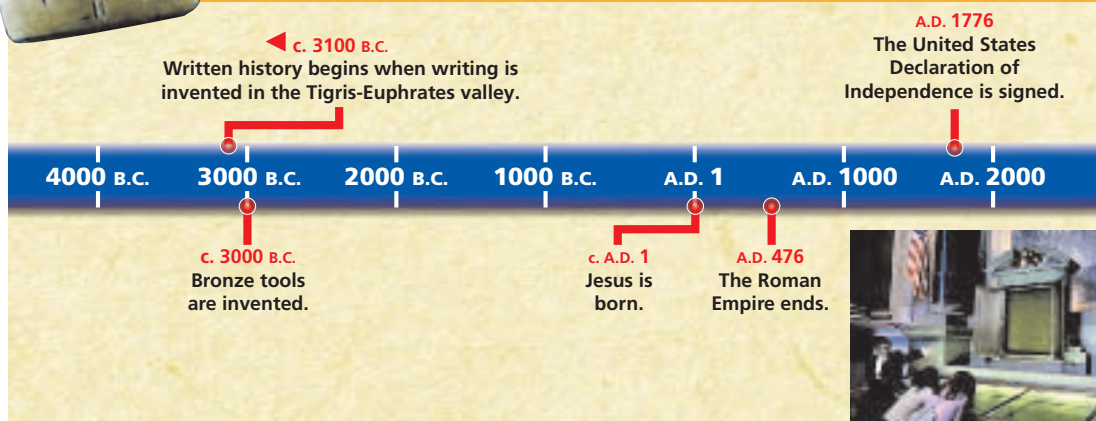 c. 3100 B.C.
Written history begins when writing is
invented in the Tigris-Euphrates valley.
A.D. 1776
The United States
Declaration of
Independence is signed.
4000 B.C. 3000 B.C. 2000 B.C. 1000 B.C. A.D. 1 A.D. 1000 A.D. 2000
c. 3000 B.C.
Bronze tools
are invented.
c. A.D. 1
Jesus is
born.
A.D. 476
The Roman
Empire ends.